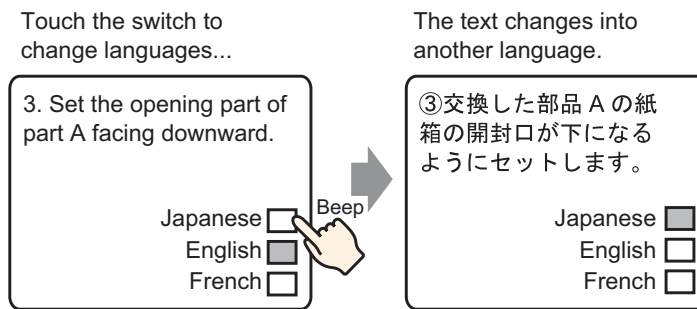 Touch the switch to
change languages...
3. Set the opening part of
part A facing downward.
Japanese
English
French
Beep
The text changes into
another language.
③交換した部品 A の紙
箱の開封口が下になる
ようにセットします。
Japanese
English
French